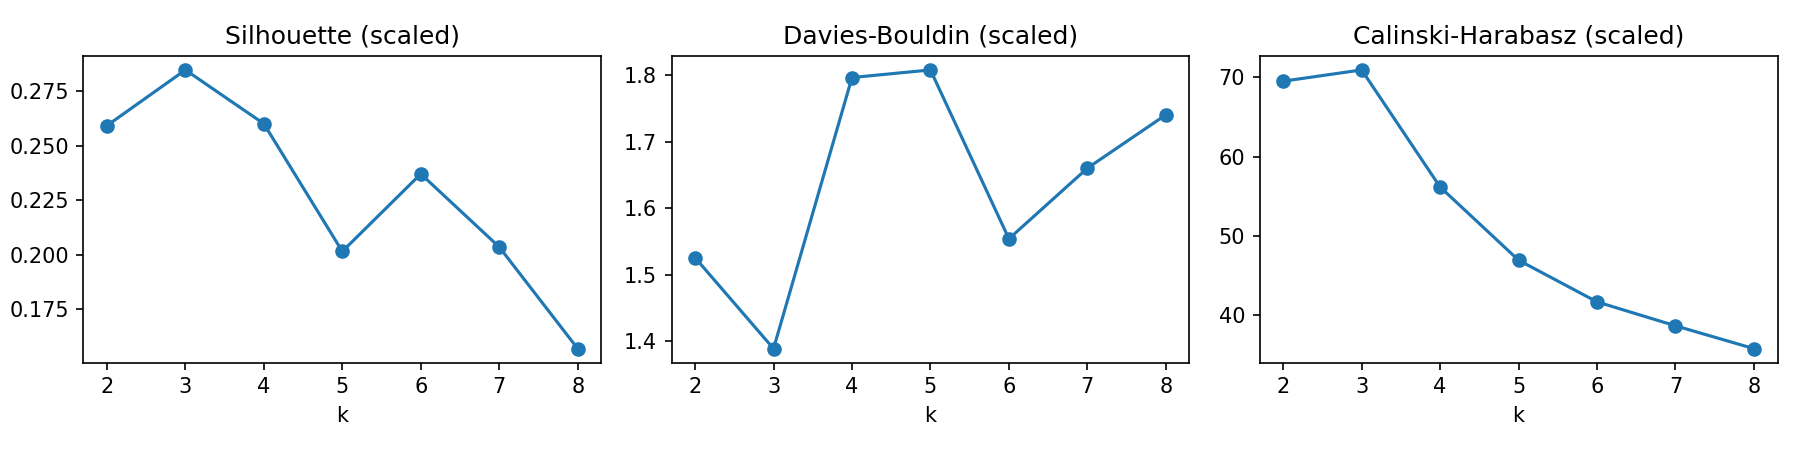 Silhouette (scaled)
0.275
0.250
0.225
0.200
0.175
2 3 4 5 6 7 8
k
Davies-Bouldin (scaled)
1.8
1.7
1.6
1.5
1.4
2 3 4 5 6 7 8
k
Calinski-Harabasz (scaled)
70
60
50
40
2 3 4 5 6 7 8
k